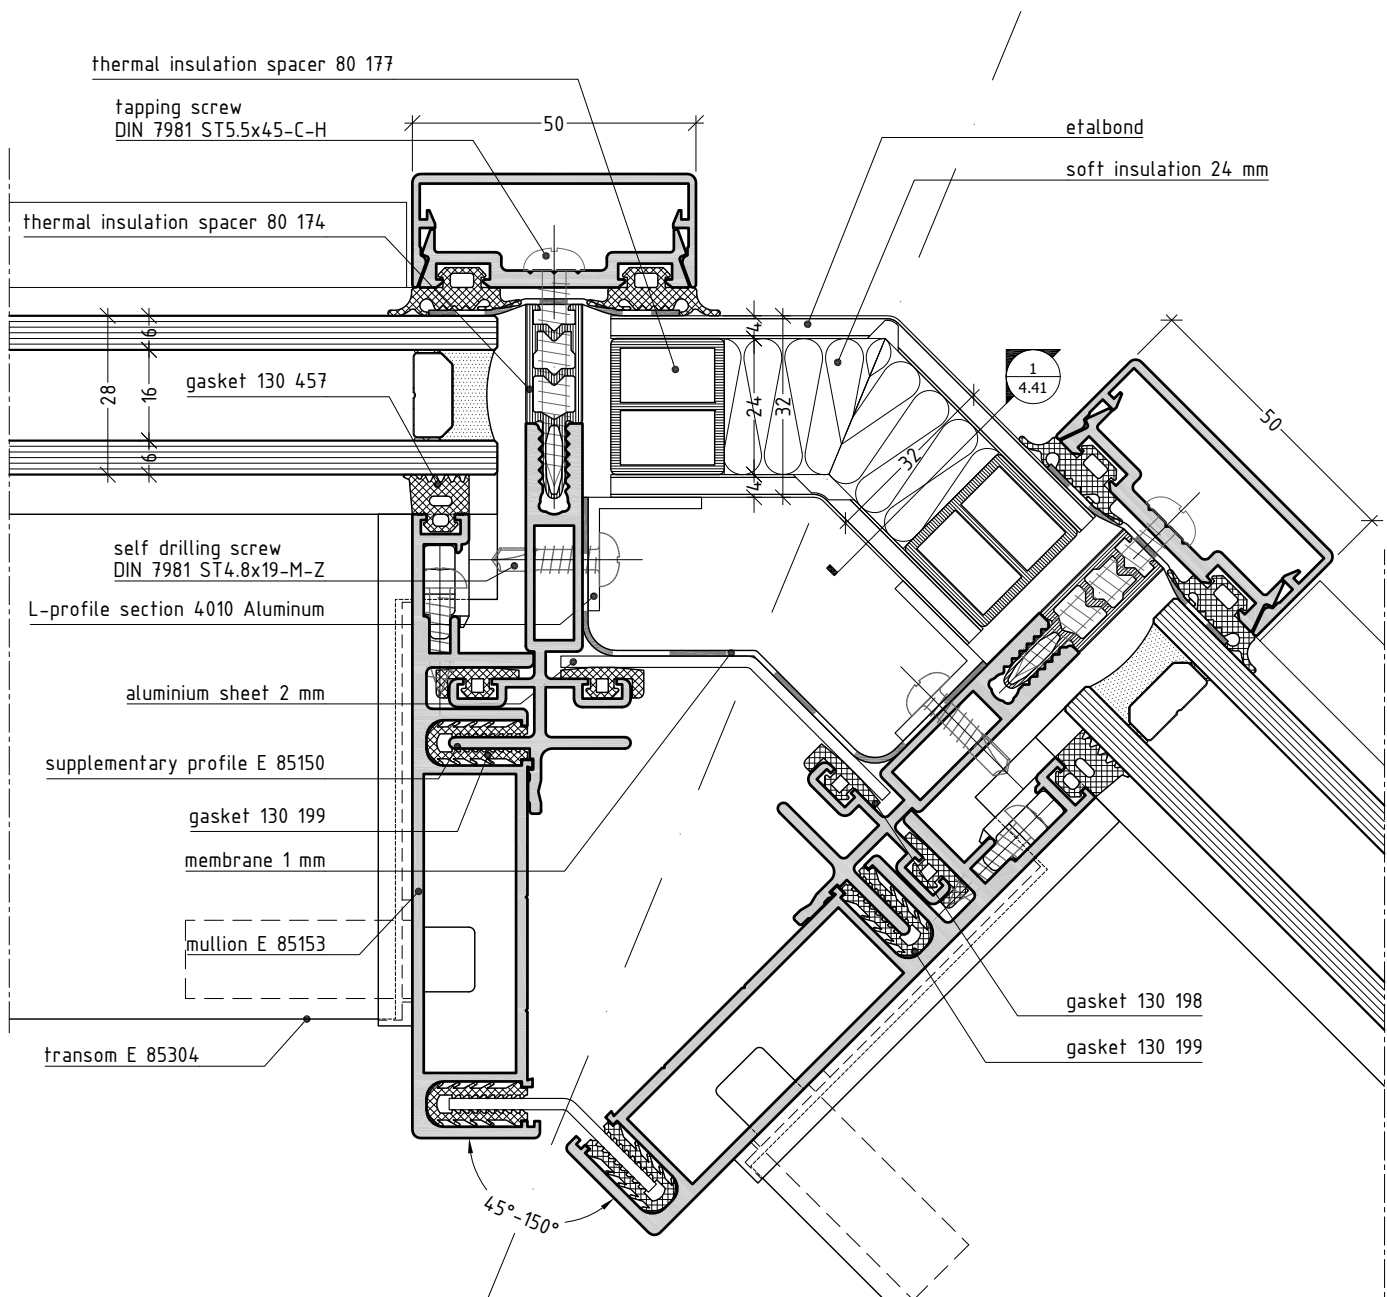 thermal insulation spacer 80 177
tapping screw
DIN 7981 ST5.5x45-C-H
50
etalbond
soft insulation 24 mm
thermal insulation spacer 80 174
6
28
16
6
gasket 130 457
4
24
32
4
32
1
4.41
50
self drilling screw
DIN 7981 ST4.8x19-M-Z
L-profile section 4010 Aluminum
aluminium sheet 2 mm
supplementary profile E 85150
gasket 130 199
membrane 1 mm
mullion E 85153
transom E 85304
gasket 130 198
gasket 130 199
45°-150°